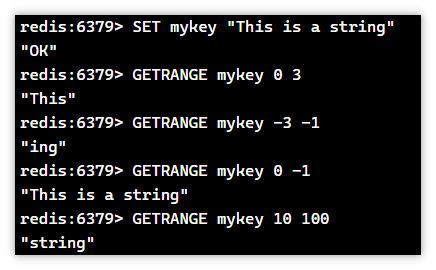 redis:6379> SET mykey "This is a string"
"OK"
redis:6379> GETRANGE mykey 0 3
"This"
redis:6379> GETRANGE mykey -3 -1
"ing"
redis:6379> GETRANGE mykey 0 -1
"This is a string"
redis:6379> GETRANGE mykey 10 100
"string"